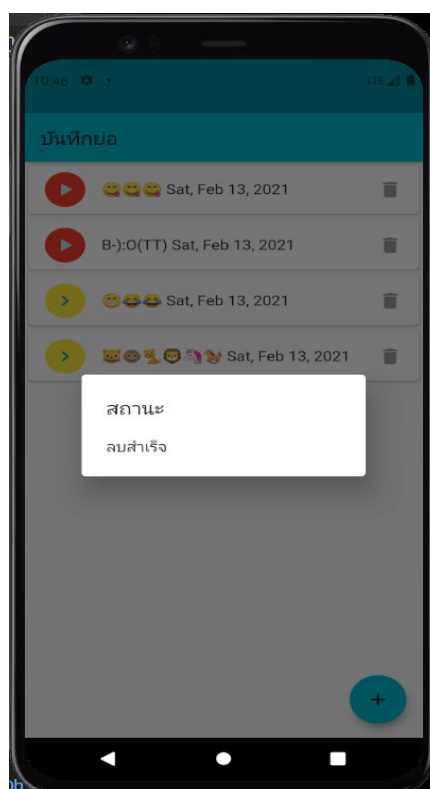 10:46
LTE
บันทึกย่อ
😋😋😋 Sat, Feb 13, 2021
B-):O(TT) Sat, Feb 13, 2021
😁😂😂 Sat, Feb 13, 2021
Sat, Feb 13, 2021
สถานะ
ลบสำเร็จ
+